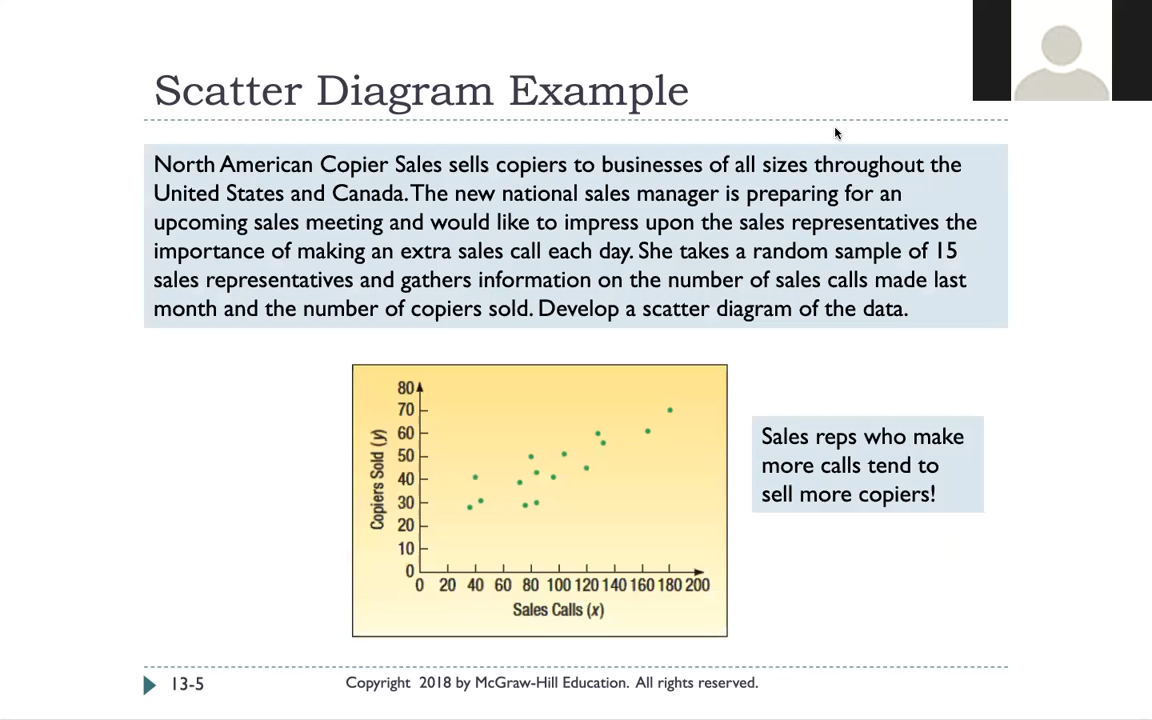 Scatter Diagram Example
North American Copier Sales sells copiers to businesses of all sizes throughout the
United States and Canada. The new national sales manager is preparing for an
upcoming sales meeting and would like to impress upon the sales representatives the
importance of making an extra sales call each day. She takes a random sample of 15
sales representatives and gathers information on the number of sales calls made last
month and the number of copiers sold. Develop a scatter diagram of the data.
80
70
60
50
40
30
20
10
0
Copiers Sold (y)
0 20 40 60 80 100 120 140 160 180 200
Sales Calls (x)
Sales reps who make
more calls tend to
sell more copiers!
13-5
Copyright 2018 by McGraw-Hill Education. All rights reserved.